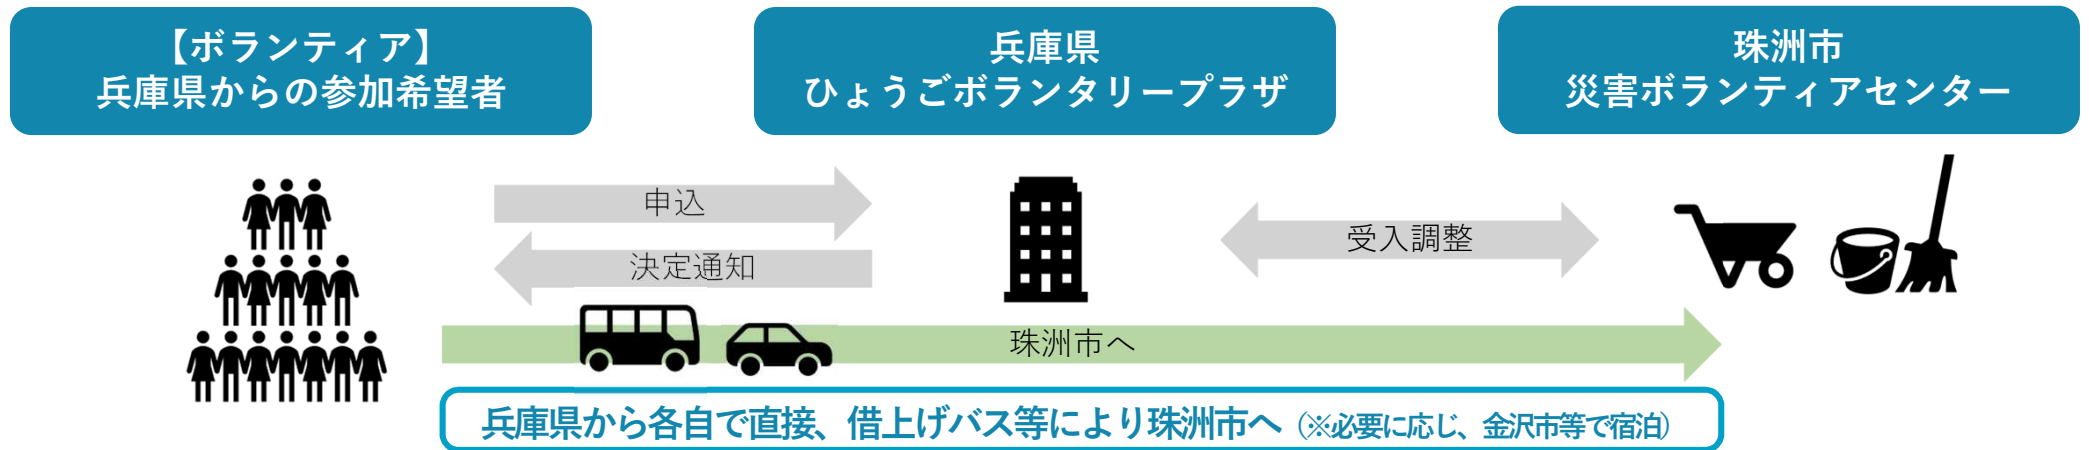 【ボランティア】
兵庫県からの参加希望者
兵庫県
ひょうごボランタリープラザ
珠洲市
災害ボランティアセンター
申込
決定通知
受入調整
珠洲市へ
兵庫県から各自で直接、借上げバス等により珠洲市へ（※必要に応じ、金沢市等で宿泊）